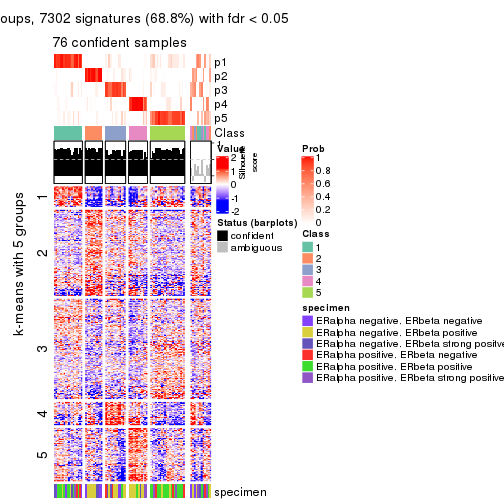 oups, 7302 signatures (68.8%) with fdr < 0.05
76 confident samples
p1
p2
p3
p4
p5
Class
1
Silhouette
score
k-means with 5 groups
1
2
3
4
5
specimen
Value
2
1
0
-1
-2
Status (barplots)
confident
ambiguous
Prob
1
0.8
0.6
0.4
0.2
0
Class
1
2
3
4
5
specimen
ERalpha negative. ERbeta negative
ERalpha negative. ERbeta positive
ERalpha negative. ERbeta strong positive
ERalpha positive. ERbeta negative
ERalpha positive. ERbeta positive
ERalpha positive. ERbeta strong positive